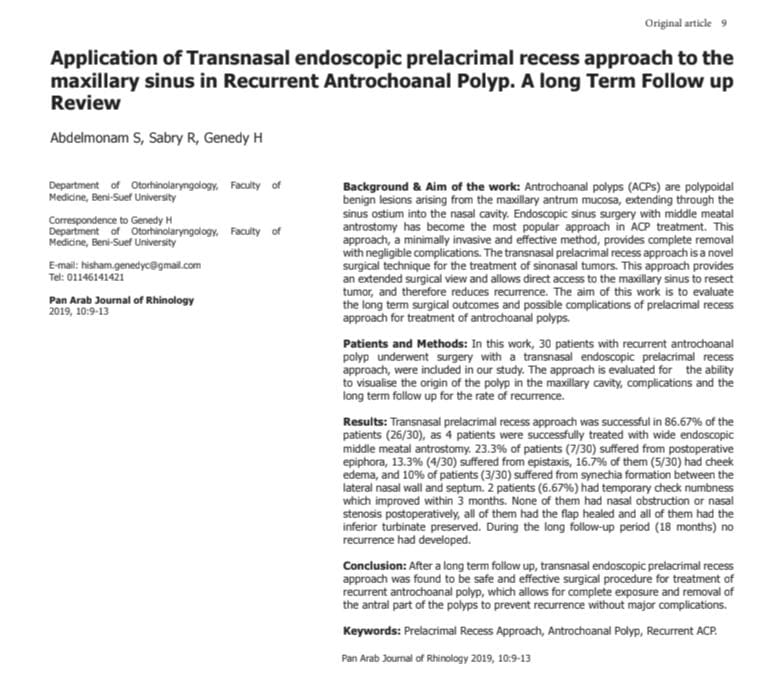 Original article 9
Application of Transnasal endoscopic prelacrimal recess approach to the
maxillary sinus in Recurrent Antrochoanal Polyp. A long Term Follow up
Review
Abdelmonam S, Sabry R, Genedy H
Department of Otorhinolaryngology, Faculty of
Medicine, Beni-Suef University
Correspondence to Genedy H
Department of Otorhinolaryngology, Faculty of
Medicine, Beni-Suef University
E-mail: hisham.genedyc@gmail.com
Tel: 01146141421
Pan Arab Journal of Rhinology
2019, 10:9-13
Background & Aim of the work: Antrochoanal polyps (ACPs) are polypoidal
benign lesions arising from the maxillary antrum mucosa, extending through the
sinus ostium into the nasal cavity. Endoscopic sinus surgery with middle meatal
antrostomy has become the most popular approach in ACP treatment. This
approach, a minimally invasive and effective method, provides complete removal
with negligible complications. The transnasal prelacrimal recess approach is a novel
surgical technique for the treatment of sinonasal tumors. This approach provides
an extended surgical view and allows direct access to the maxillary sinus to resect
tumor, and therefore reduces recurrence. The aim of this work is to evaluate
the long term surgical outcomes and possible complications of prelacrimal recess
approach for treatment of antrochoanal polyps.
Patients and Methods: In this work, 30 patients with recurrent antrochoanal
polyp underwent surgery with a transnasal endoscopic prelacrimal recess
approach, were included in our study. The approach is evaluated for the ability
to visualise the origin of the polyp in the maxillary cavity, complications and the
long term follow up for the rate of recurrence.
Results: Transnasal prelacrimal recess approach was successful in 86.67% of the
patients (26/30), as 4 patients were successfully treated with wide endoscopic
middle meatal antrostomy. 23.3% of patients (7/30) suffered from postoperative
epiphora, 13.3% (4/30) suffered from epistaxis, 16.7% of them (5/30) had cheek
edema, and 10% of patients (3/30) suffered from synechia formation between the
lateral nasal wall and septum. 2 patients (6.67%) had temporary check numbness
which improved within 3 months. None of them had nasal obstruction or nasal
stenosis postoperatively, all of them had the flap healed and all of them had the
inferior turbinate preserved. During the long follow-up period (18 months) no
recurrence had developed.
Conclusion: After a long term follow up, transnasal endoscopic prelacrimal recess
approach was found to be safe and effective surgical procedure for treatment of
recurrent antrochoanal polyp, which allows for complete exposure and removal of
the antral part of the polyps to prevent recurrence without major complications.
Keywords: Prelacrimal Recess Approach, Antrochoanal Polyp, Recurrent ACP.
Pan Arab Journal of Rhinology 2019, 10:9-13